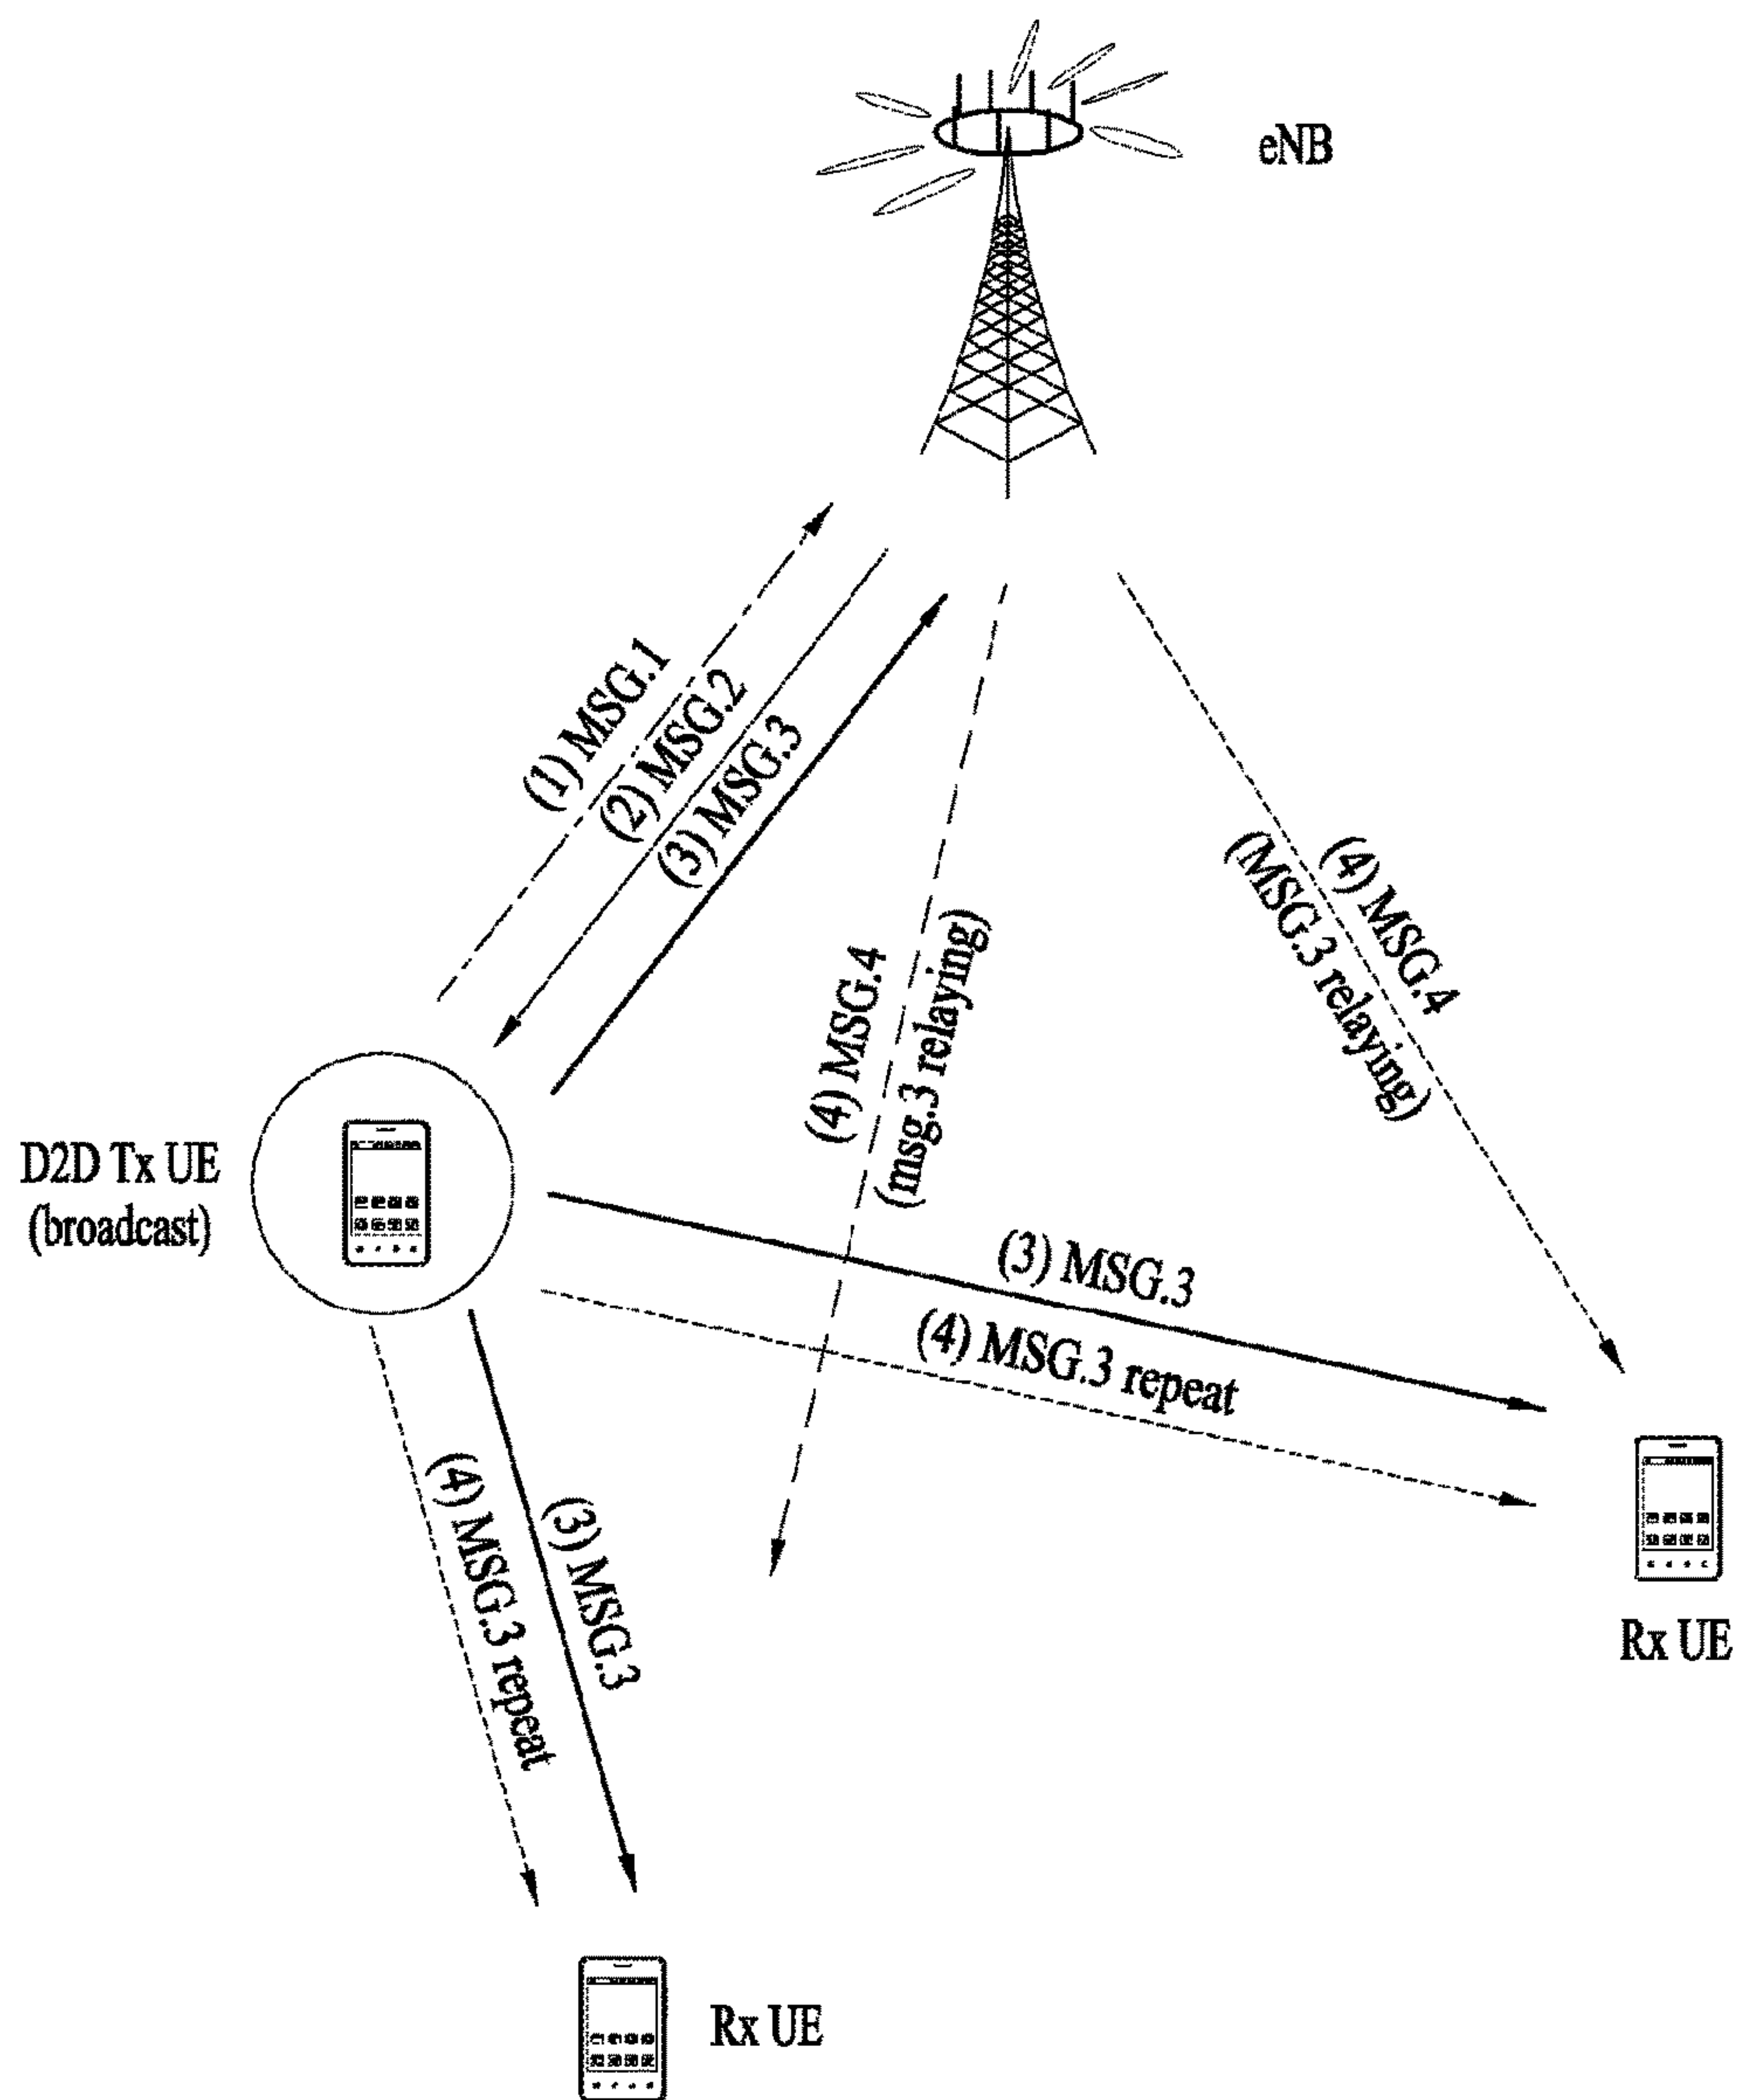 eNB
(1) MSG.1
(2) MSG.2
(3) MSG.3
(4) MSG.4
(msg.3 relaying)
(4) MSG.4
(MSG.3 relaying)
D2D Tx UE
(broadcast)
(3) MSG.3
(4) MSG.3 repeat
(4) MSG.3 repeat
(3) MSG.3
Rx UE
Rx UE